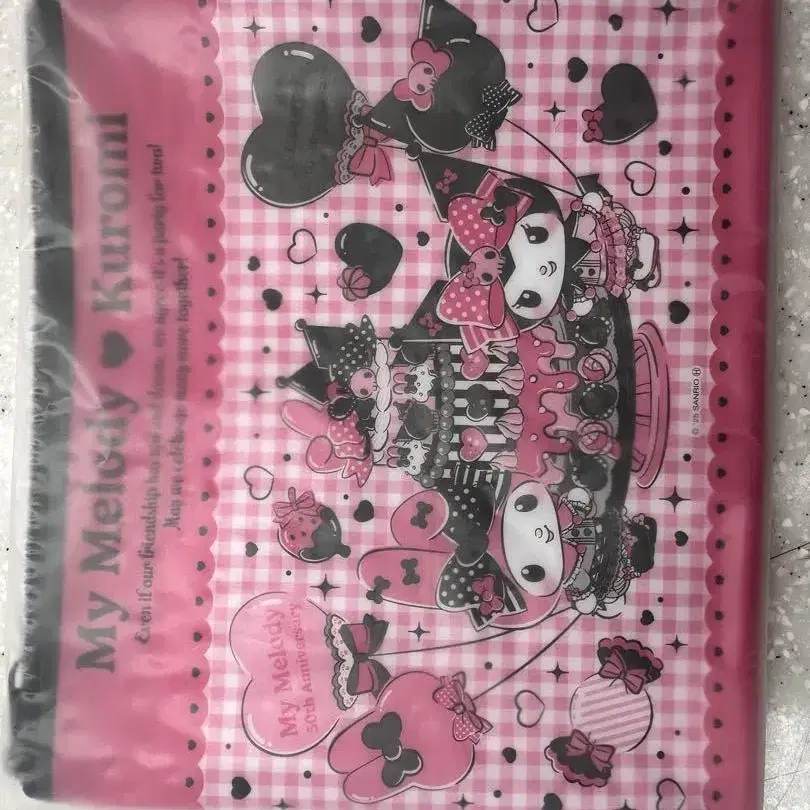 My Melody ♥ Kuromi
Even if our friendship has ups and downs, we agree it's a party for two!
May we celebrate many more together!
My Melody
50th Anniversary
© '25 SANRIO Ⓗ